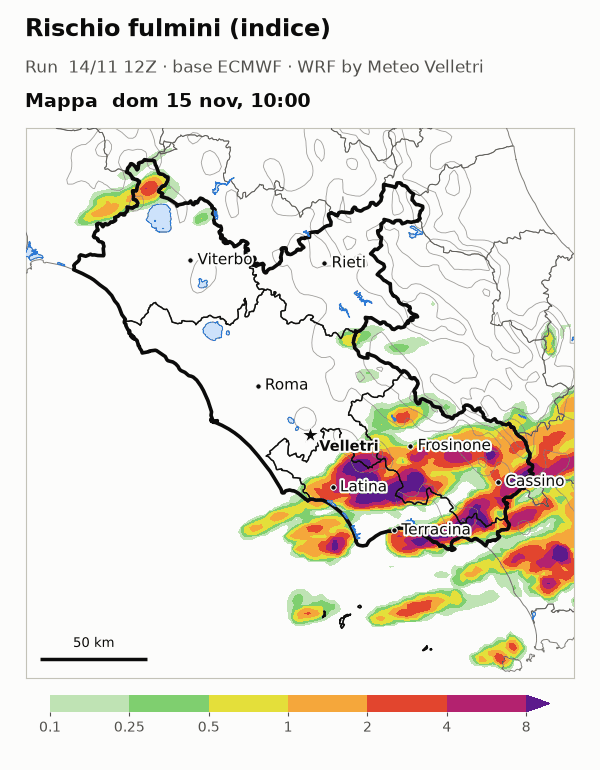 Rischio fulmini (indice)
Run  14/11 12Z · base ECMWF · WRF by Meteo Velletri
Mappa  dom 15 nov, 10:00
Viterbo
Rieti
Roma
Velletri
Frosinone
Latina
Cassino
Terracina
50 km
0.1 0.25 0.5 1 2 4 8